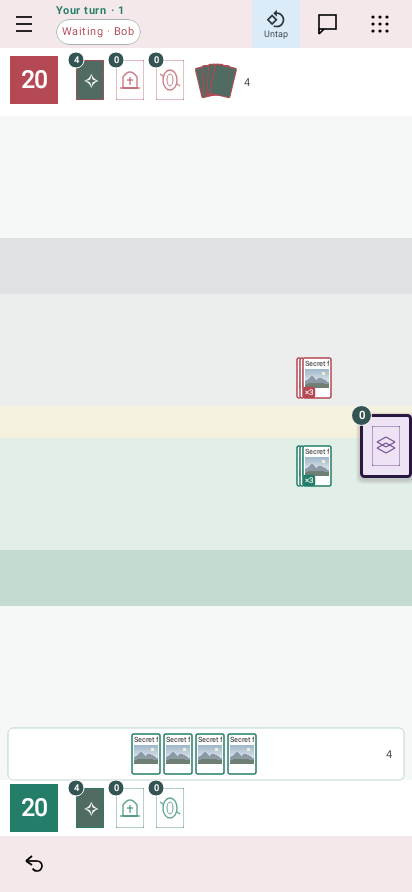 Your turn · 1
Waiting · Bob
Untap
20
4
0
0
4
Secret f
×3
0
Secret f
×3
Secret f
Secret f
Secret f
Secret f
4
20
4
0
0